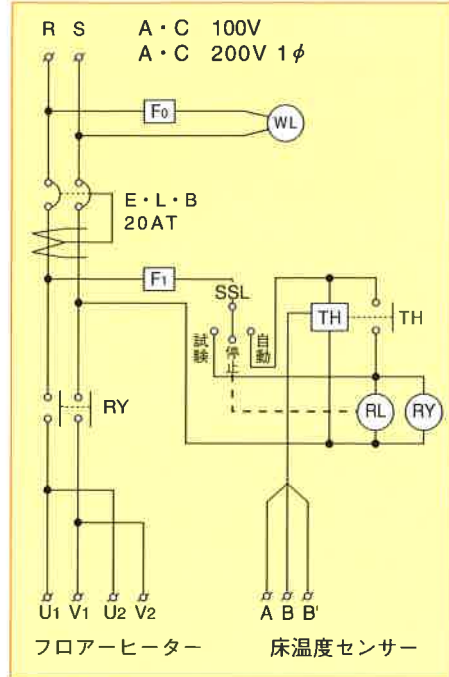 R S A・C 100V
A・C 200V 1φ
F0
WL
E・L・B
20AT
F1
SSL
試験
停止
自動
TH
TH
RY
RL
RY
U1 V1 U2 V2
A B B'
フロアーヒーター
床温度センサー